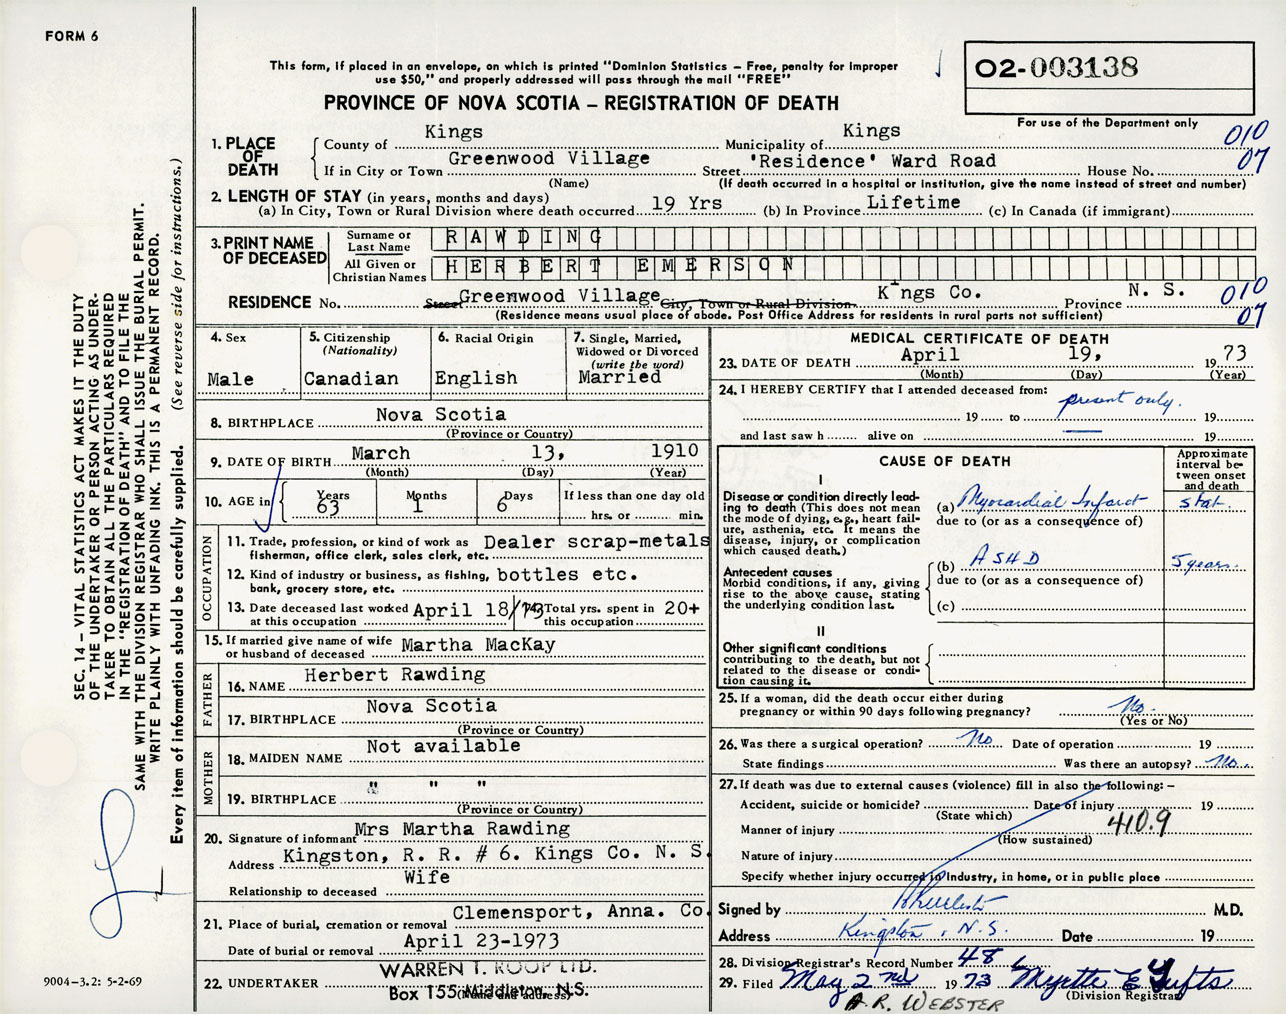 FORM 6
This form, if placed in an envelope, on which is printed "Dominion Statistics – Free, penalty for improper
use $50," and properly addressed will pass through the mail "FREE"
PROVINCE OF NOVA SCOTIA – REGISTRATION OF DEATH
O2-003138
For use of the Department only
010
07
1. PLACE OF DEATH
County of Kings Municipality of Kings
If in City or Town Greenwood Village Street 'Residence' Ward Road House No.
(Name) (If death occurred in a hospital or institution, give the name instead of street and number)
2. LENGTH OF STAY (in years, months and days)
(a) In City, Town or Rural Division where death occurred 19 Yrs (b) In Province Lifetime (c) In Canada (if immigrant)
3. PRINT NAME OF DECEASED
Surname or Last Name RAWDING
All Given or Christian Names HERBERT EMERSON
RESIDENCE No. Street Greenwood Village City, Town or Rural Division Kings Co. Province N. S.
010
07
(Residence means usual place of abode. Post Office Address for residents in rural parts not sufficient)
4. Sex
Male
5. Citizenship
(Nationality)
Canadian
6. Racial Origin
English
7. Single, Married,
Widowed or Divorced
(write the word)
Married
8. BIRTHPLACE Nova Scotia
(Province or Country)
9. DATE OF BIRTH March 13, 1910
(Month) (Day) (Year)
10. AGE in Years 63 Months 1 Days 6 If less than one day old
hrs. or min.
OCCUPATION
11. Trade, profession, or kind of work as Dealer scrap-metals
fisherman, office clerk, sales clerk, etc.
12. Kind of industry or business, as fishing, bottles etc.
bank, grocery store, etc.
13. Date deceased last worked April 18/ Total yrs. spent in 20+
at this occupation this occupation
15. If married give name of wife Martha MacKay
or husband of deceased
FATHER
16. NAME Herbert Rawding
17. BIRTHPLACE Nova Scotia
(Province or Country)
MOTHER
18. MAIDEN NAME Not available
19. BIRTHPLACE " " "
(Province or Country)
20. Signature of informant Mrs Martha Rawding
Address Kingston, R. R. # 6. Kings Co. N. S.
Relationship to deceased Wife
21. Place of burial, cremation or removal Clemensport, Anna. Co.
Date of burial or removal April 23-1973
22. UNDERTAKER WARREN T. ROOP LTD.
Box 155 Middleton, N.S.
(Name and address)
MEDICAL CERTIFICATE OF DEATH
23. DATE OF DEATH April 19, 1973
(Month) (Day) (Year)
24. I HEREBY CERTIFY that I attended deceased from:
19 to present only. 19
and last saw h alive on 19
CAUSE OF DEATH
Approximate interval between onset and death
I
Disease or condition directly leading to death (This does not mean the mode of dying, e.g., heart failure, asthenia, etc. It means the disease, injury, or complication which caused death.)
(a) Myocardial Infarct stat.
due to (or as a consequence of)
Antecedent causes
Morbid conditions, if any, giving rise to the above cause, stating the underlying condition last.
(b) ASHD 5 years.
due to (or as a consequence of)
(c)
II
Other significant conditions
contributing to the death, but not related to the disease or condition causing it.
25. If a woman, did the death occur either during
pregnancy or within 90 days following pregnancy? No.
(Yes or No)
26. Was there a surgical operation? No Date of operation 19
State findings Was there an autopsy? No.
27. If death was due to external causes (violence) fill in also the following: –
Accident, suicide or homicide? Date of injury 19
(State which)
Manner of injury 410.9
(How sustained)
Nature of injury
Specify whether injury occurred in industry, in home, or in public place
Signed by M.D.
Address Kingston, N.S. Date 19
28. Division Registrar's Record Number 48
29. Filed May 2nd 1973 Myrtle E Tufts
(Division Registrar)
A.R. WEBSTER
SEC. 14 – VITAL STATISTICS ACT MAKES IT THE DUTY
OF THE UNDERTAKER OR PERSON ACTING AS UNDER-
TAKER TO OBTAIN ALL THE PARTICULARS REQUIRED
IN THE "REGISTRATION OF DEATH" AND TO FILE THE
SAME WITH THE DIVISION REGISTRAR WHO SHALL ISSUE THE BURIAL PERMIT.
WRITE PLAINLY WITH UNFADING INK. THIS IS A PERMANENT RECORD.
Every item of information should be carefully supplied. (See reverse side for instructions.)
9004-3.2: 5-2-69